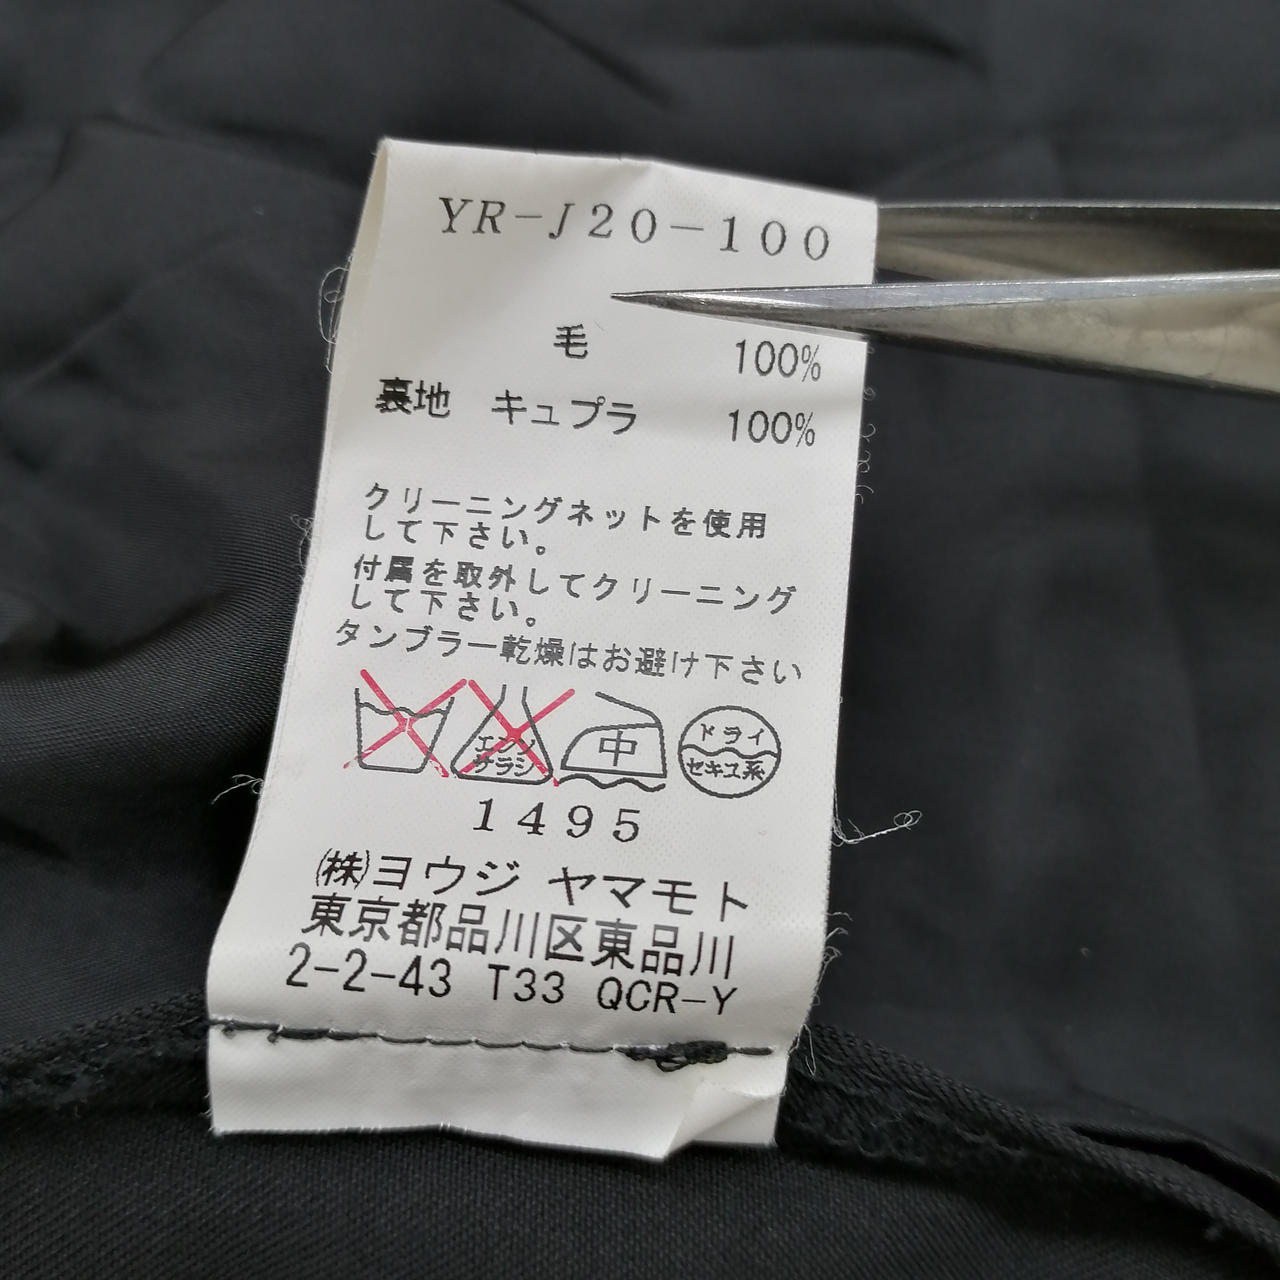 YR-J20-100
毛 100%
裏地 キュプラ 100%
クリーニングネットを使用
して下さい。
付属を取外してクリーニング
して下さい。
タンブラー乾燥はお避け下さい
エンソ
サラシ
中
ドライ
セキユ系
1495
㈱ヨウジ ヤマモト
東京都品川区東品川
2-2-43 T33 QCR-Y